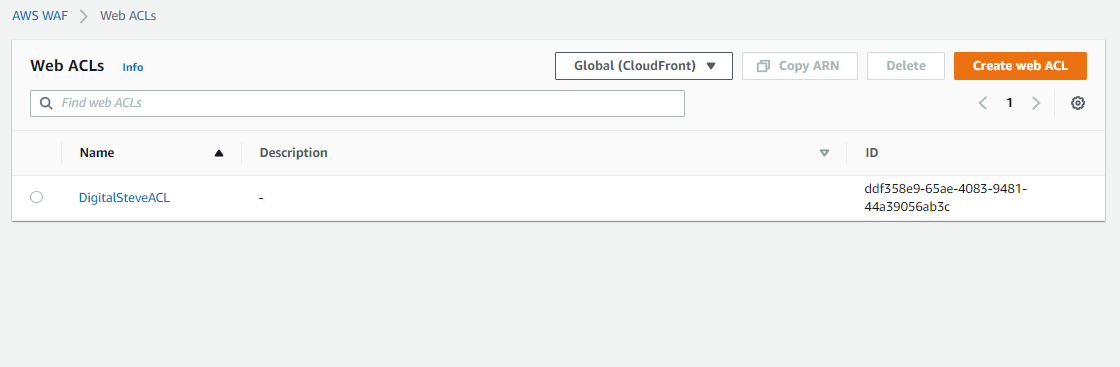 AWS WAF > Web ACLs
Web ACLs Info Global (CloudFront) Copy ARN Delete Create web ACL
Find web ACLs 1
Name Description ID
DigitalSteveACL - ddf358e9-65ae-4083-9481-
44a39056ab3c